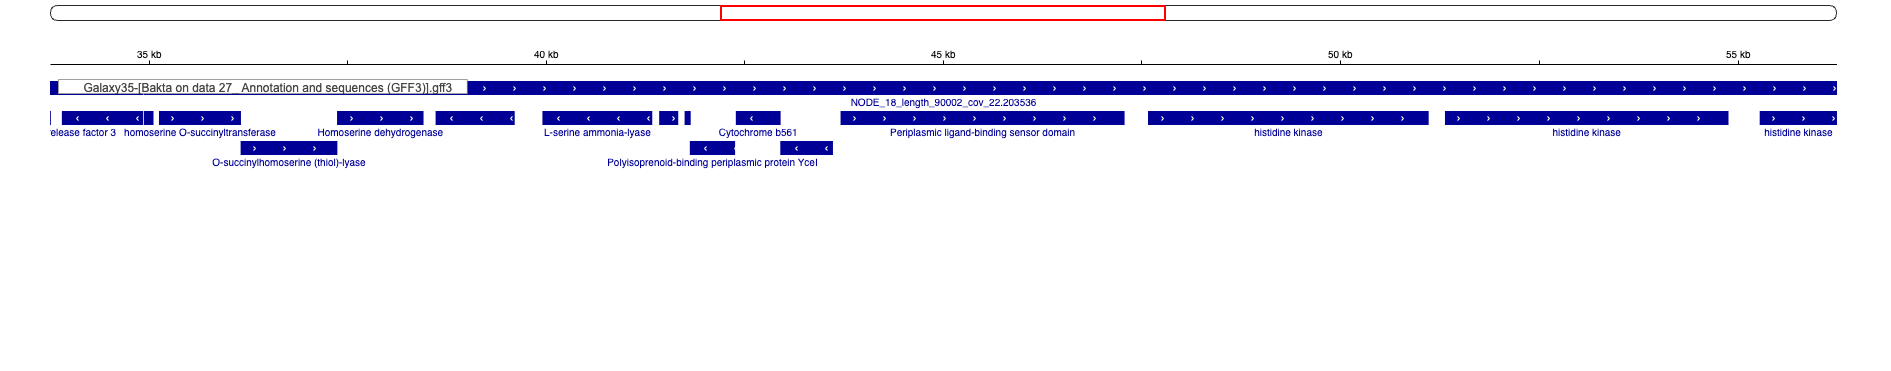 35 kb 40 kb 45 kb 50 kb 55 kb
Galaxy35-[Bakta on data 27_ Annotation and sequences (GFF3)].gff3
NODE_18_length_90002_cov_22.203536
elease factor 3 homoserine O-succinyltransferase Homoserine dehydrogenase L-serine ammonia-lyase Cytochrome b561 Periplasmic ligand-binding sensor domain histidine kinase histidine kinase histidine kinase
O-succinylhomoserine (thiol)-lyase Polyisoprenoid-binding periplasmic protein YceI